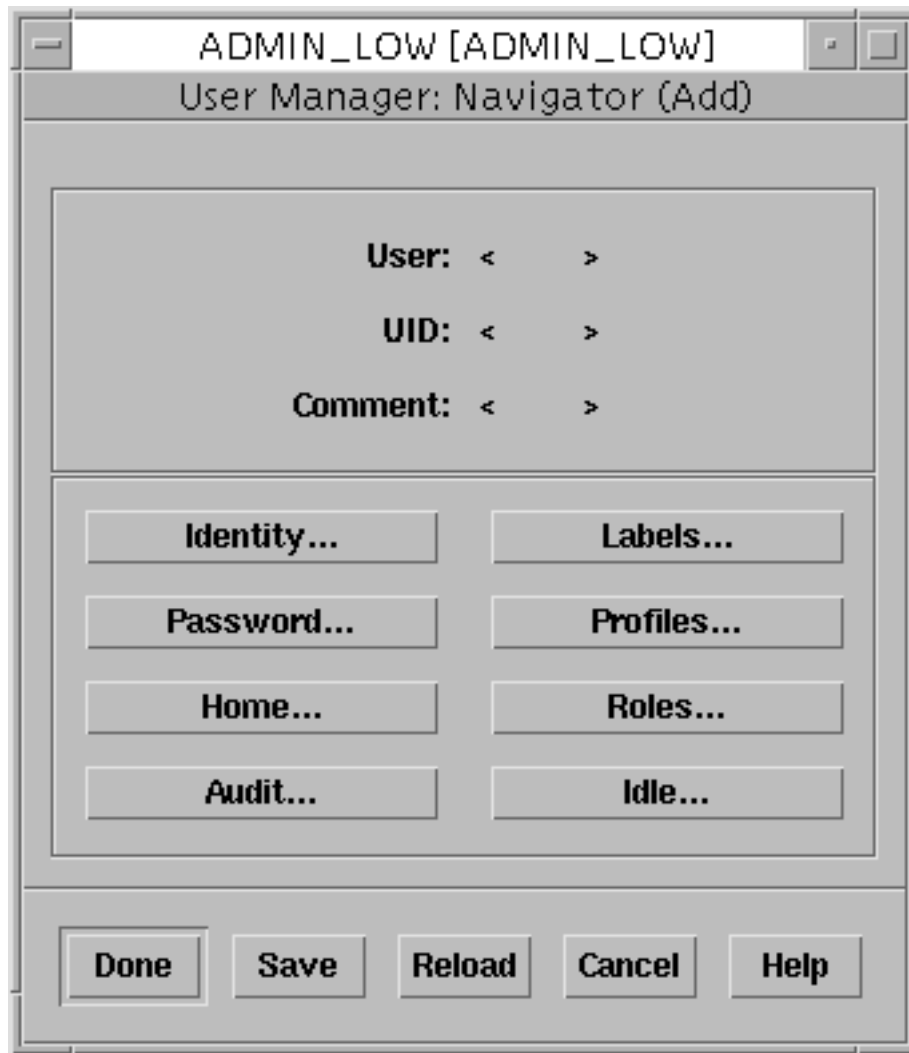 ADMIN_LOW [ADMIN_LOW]
User Manager: Navigator (Add)
User: < >
UID: < >
Comment: < >
Identity... Labels...
Password... Profiles...
Home... Roles...
Audit... Idle...
Done Save Reload Cancel Help